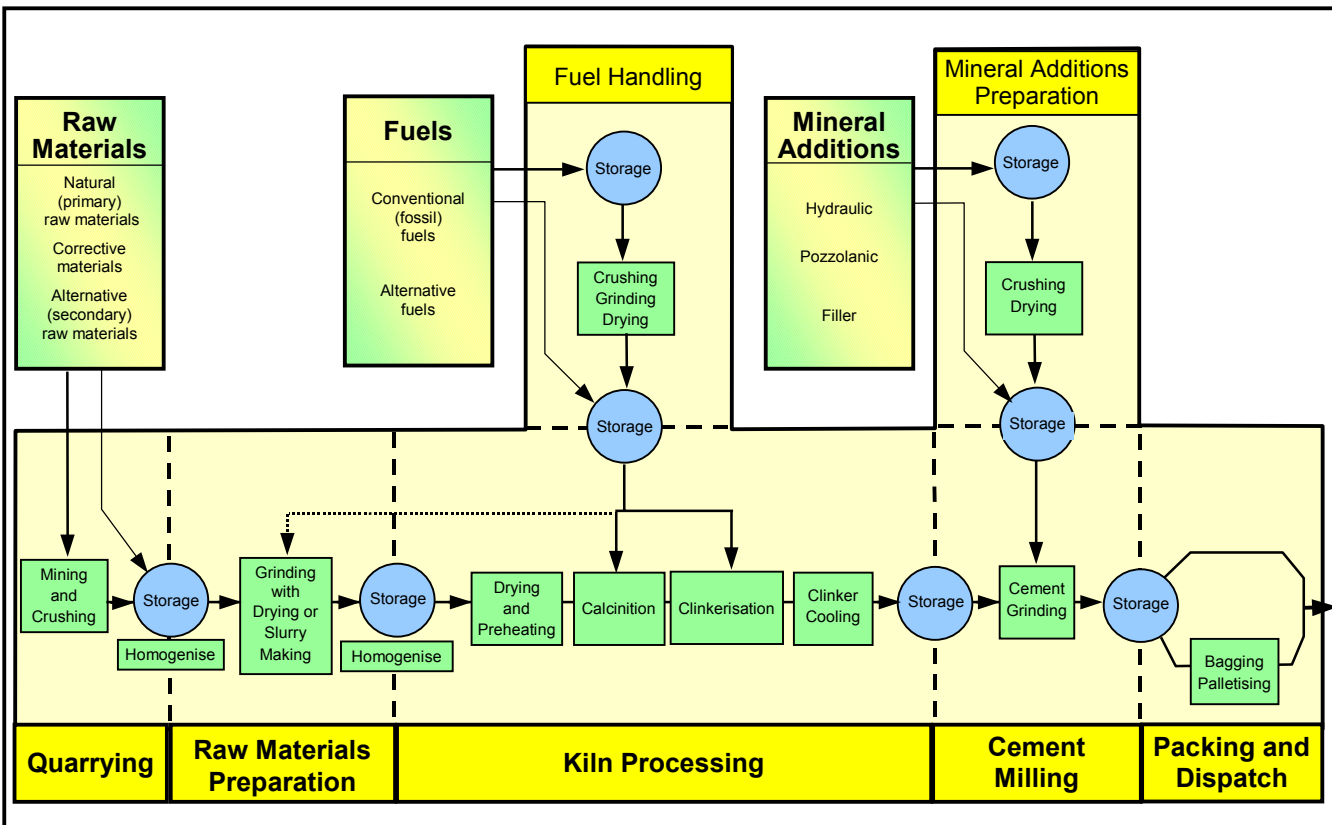 Fuel Handling
Mineral Additions
Preparation
Raw
Materials
Natural
(primary)
raw materials
Corrective
materials
Alternative
(secondary)
raw materials
Fuels
Conventional
(fossil)
fuels
Alternative
fuels
Storage
Crushing
Grinding
Drying
Storage
Mineral
Additions
Hydraulic
Pozzolanic
Filler
Storage
Crushing
Drying
Storage
Mining
and
Crushing
Storage
Homogenise
Grinding
with
Drying or
Slurry
Making
Storage
Homogenise
Drying
and
Preheating
Calcinition
Clinkerisation
Clinker
Cooling
Storage
Cement
Grinding
Storage
Bagging
Palletising
Quarrying
Raw Materials
Preparation
Kiln Processing
Cement
Milling
Packing and
Dispatch